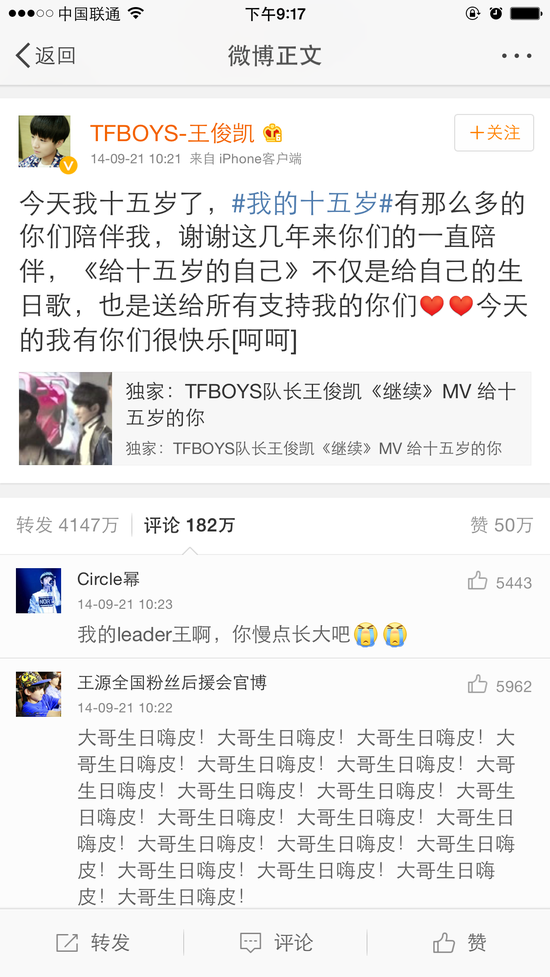 中国联通 下午9:17
返回 微博正文
TFBOYS-王俊凯 +关注
14-09-21 10:21 来自 iPhone客户端
今天我十五岁了，#我的十五岁#有那么多的
你们陪伴我，谢谢这几年来你们的一直陪
伴，《给十五岁的自己》不仅是给自己的生
日歌，也是送给所有支持我的你们❤️❤️今天
的我有你们很快乐[呵呵]
独家：TFBOYS队长王俊凯《继续》MV 给十
五岁的你
独家：TFBOYS队长王俊凯《继续》MV 给十五岁的你
转发 4147万 评论 182万 赞 50万
Circle幂 5443
14-09-21 10:23
我的leader王啊，你慢点长大吧😭😭
王源全国粉丝后援会官博 5962
14-09-21 10:22
大哥生日嗨皮！大哥生日嗨皮！大哥生日嗨皮！大
哥生日嗨皮！大哥生日嗨皮！大哥生日嗨皮！大哥
生日嗨皮！大哥生日嗨皮！大哥生日嗨皮！大哥生
日嗨皮！大哥生日嗨皮！大哥生日嗨皮！大哥生日
嗨皮！大哥生日嗨皮！大哥生日嗨皮！大哥生日嗨
皮！大哥生日嗨皮！大哥生日嗨皮！大哥生日嗨
皮！大哥生日嗨皮！
转发 评论 赞